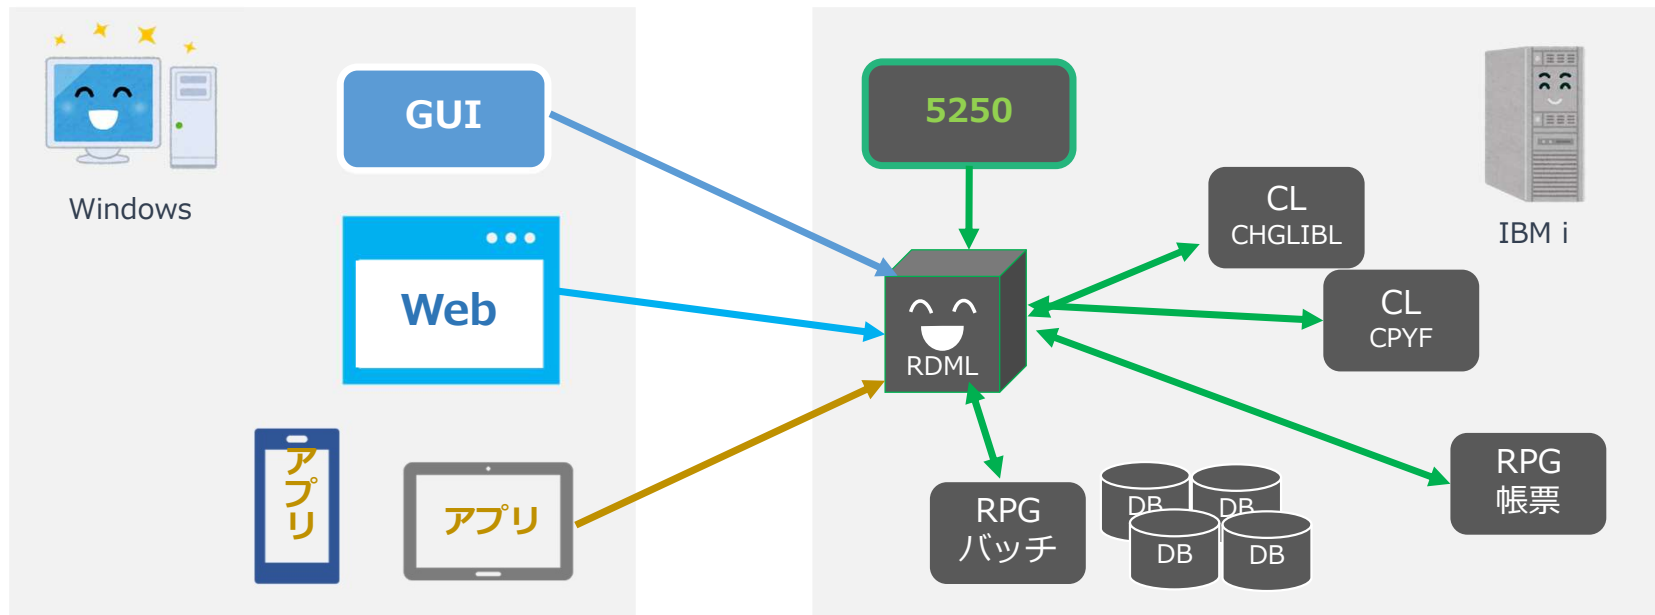 Windows
GUI
Web
アプリ
アプリ
5250
RDML
CL
CHGLIBL
CL
CPYF
IBM i
RPG
バッチ
DB
DB
DB
DB
RPG
帳票